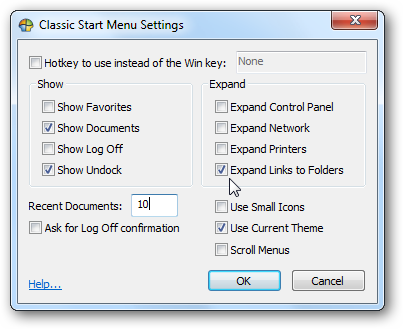 Classic Start Menu Settings
Hotkey to use instead of the Win key: None
Show
Show Favorites
Show Documents
Show Log Off
Show Undock
Expand
Expand Control Panel
Expand Network
Expand Printers
Expand Links to Folders
Recent Documents: 10
Ask for Log Off confirmation
Use Small Icons
Use Current Theme
Scroll Menus
Help...
OK
Cancel